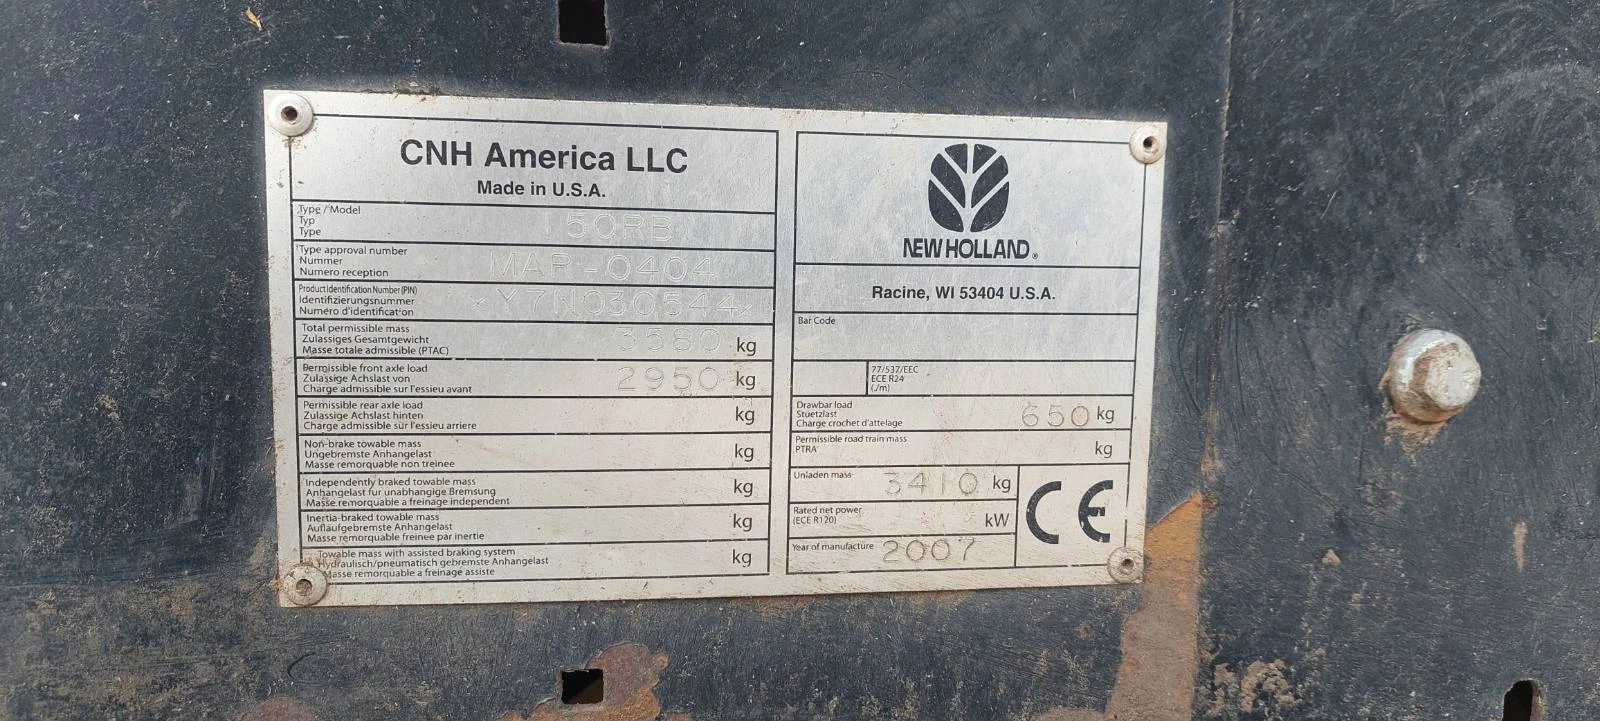 CNH America LLC
Made in U.S.A.
Type / Model
Typ
Type
150RB
Type approval number
Nummer
Numero reception
MAR-0404
Product Identification Number (PIN)
Identifizierungsnummer
Numéro d'identification
*Y7N030544*
Total permissible mass
Zulassiges Gesamtgewicht
Masse totale admissible (PTAC)
3580 kg
Permissible front axle load
Zulassige Achslast von
Charge admissible sur l'essieu avant
2950 kg
Permissible rear axle load
Zulassige Achslast hinten
Charge admissible sur l'essieu arriere
kg
Non-brake towable mass
Ungebremste Anhangelast
Masse remorquable non treinee
kg
Independently braked towable mass
Anhangelast fur unabhangige Bremsung
Masse remorquable a freinage independent
kg
Inertia-braked towable mass
Auflaufgebremste Anhangelast
Masse remorquable freinee par inertie
kg
Towable mass with assisted braking system
Hydraulisch/pneumatisch gebremste Anhangelast
Masse remorquable a freinage assiste
kg
NEW HOLLAND®
Racine, WI 53404 U.S.A.
Bar Code
77/537/EEC
ECE R24
(./m)
Drawbar load
Stuetzlast
Charge crochet d'attelage
650 kg
Permissible road train mass
PTRA
kg
Unladen mass
3410 kg
Rated net power
(ECE R120)
kW
Year of manufacture
2007
CE